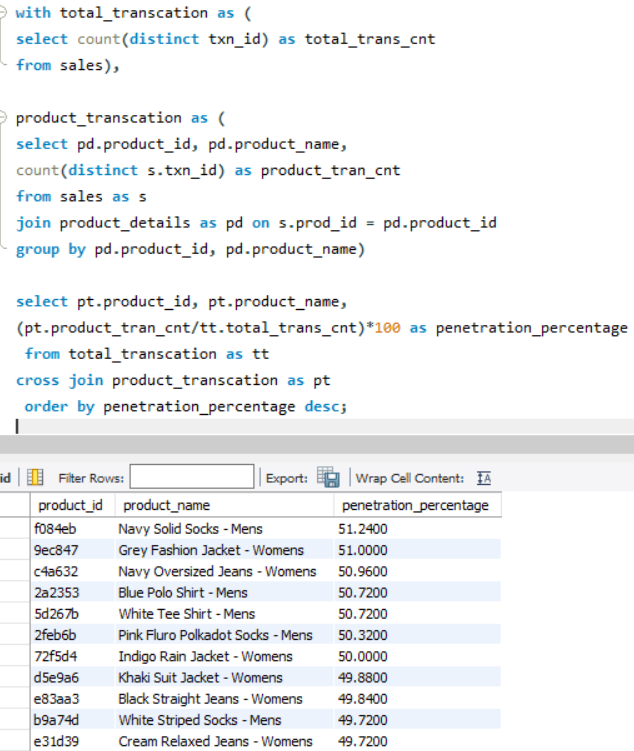 with total_transcation as (
select count(distinct txn_id) as total_trans_cnt
from sales),
product_transcation as (
select pd.product_id, pd.product_name,
count(distinct s.txn_id) as product_tran_cnt
from sales as s
join product_details as pd on s.prod_id = pd.product_id
group by pd.product_id, pd.product_name)
select pt.product_id, pt.product_name,
(pt.product_tran_cnt/tt.total_trans_cnt)*100 as penetration_percentage
from total_transcation as tt
cross join product_transcation as pt
order by penetration_percentage desc;
id Filter Rows: Export: Wrap Cell Content:
product_id product_name penetration_percentage
f084eb Navy Solid Socks - Mens 51.2400
9ec847 Grey Fashion Jacket - Womens 51.0000
c4a632 Navy Oversized Jeans - Womens 50.9600
2a2353 Blue Polo Shirt - Mens 50.7200
5d267b White Tee Shirt - Mens 50.7200
2feb6b Pink Fluro Polkadot Socks - Mens 50.3200
72f5d4 Indigo Rain Jacket - Womens 50.0000
d5e9a6 Khaki Suit Jacket - Womens 49.8800
e83aa3 Black Straight Jeans - Womens 49.8400
b9a74d White Striped Socks - Mens 49.7200
e31d39 Cream Relaxed Jeans - Womens 49.7200